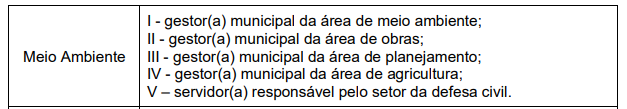 Meio Ambiente
I - gestor(a) municipal da área de meio ambiente;
II - gestor(a) municipal da área de obras;
III - gestor(a) municipal da área de planejamento;
IV - gestor(a) municipal da área de agricultura;
V – servidor(a) responsável pelo setor da defesa civil.